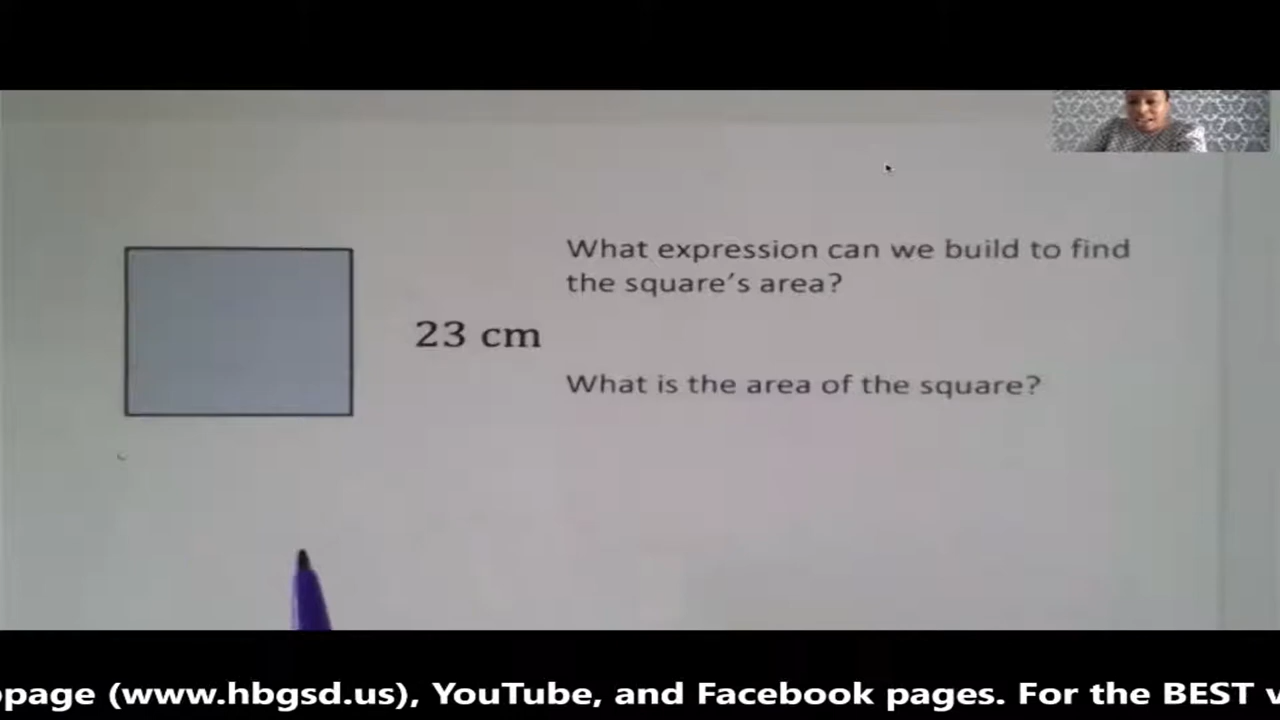 What expression can we build to find
the square's area?
23 cm
What is the area of the square?
(www.hbgsd.us), YouTube, and Facebook pages. For the BEST